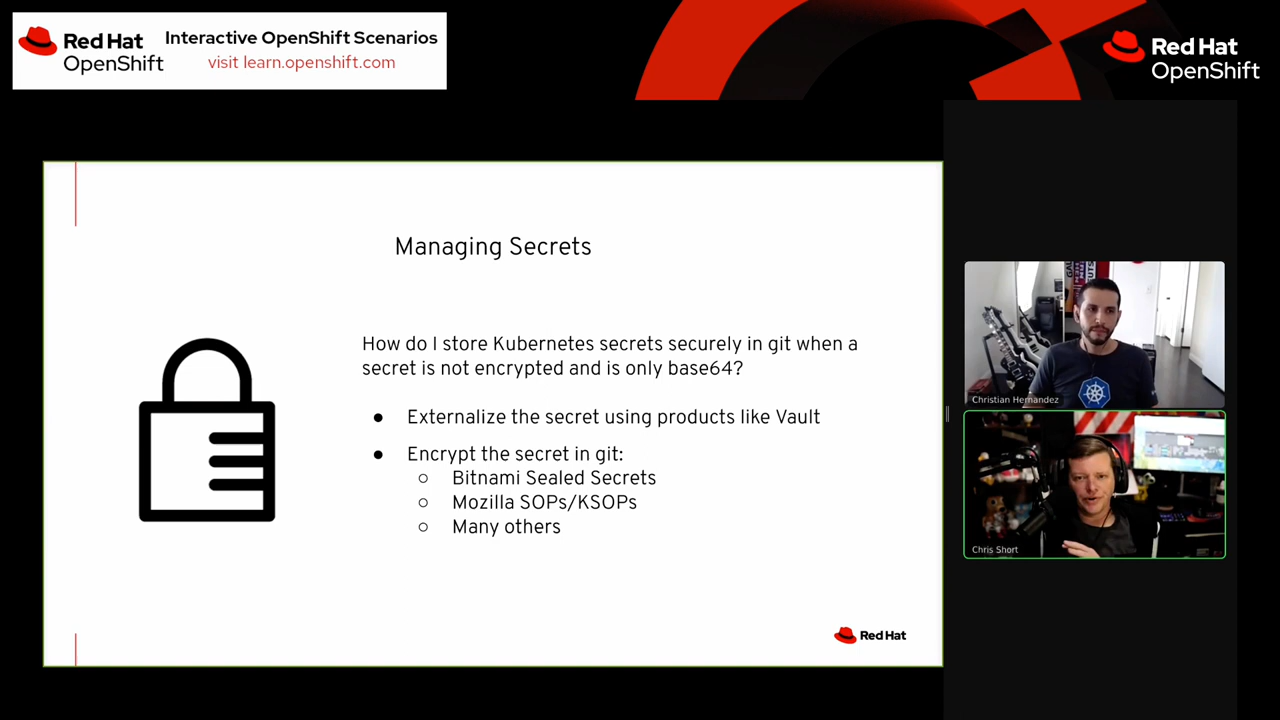 Red Hat
OpenShift
Interactive OpenShift Scenarios
visit learn.openshift.com
Red Hat
OpenShift
Managing Secrets
How do I store Kubernetes secrets securely in git when a
secret is not encrypted and is only base64?
● Externalize the secret using products like Vault
● Encrypt the secret in git:
○ Bitnami Sealed Secrets
○ Mozilla SOPs/KSOPs
○ Many others
Red Hat
Christian Hernandez
Chris Short